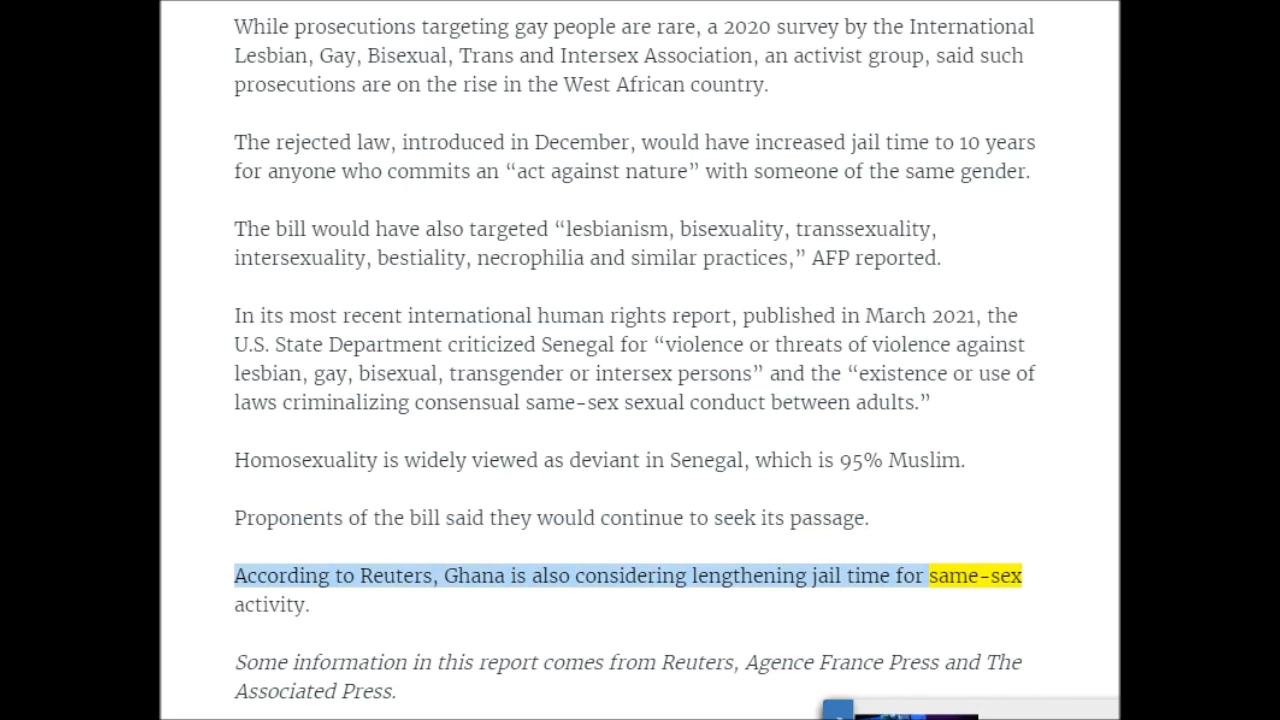 While prosecutions targeting gay people are rare, a 2020 survey by the International
Lesbian, Gay, Bisexual, Trans and Intersex Association, an activist group, said such
prosecutions are on the rise in the West African country.
The rejected law, introduced in December, would have increased jail time to 10 years
for anyone who commits an “act against nature” with someone of the same gender.
The bill would have also targeted “lesbianism, bisexuality, transsexuality,
intersexuality, bestiality, necrophilia and similar practices,” AFP reported.
In its most recent international human rights report, published in March 2021, the
U.S. State Department criticized Senegal for “violence or threats of violence against
lesbian, gay, bisexual, transgender or intersex persons” and the “existence or use of
laws criminalizing consensual same-sex sexual conduct between adults.”
Homosexuality is widely viewed as deviant in Senegal, which is 95% Muslim.
Proponents of the bill said they would continue to seek its passage.
According to Reuters, Ghana is also considering lengthening jail time for same-sex
activity.
Some information in this report comes from Reuters, Agence France Press and The
Associated Press.